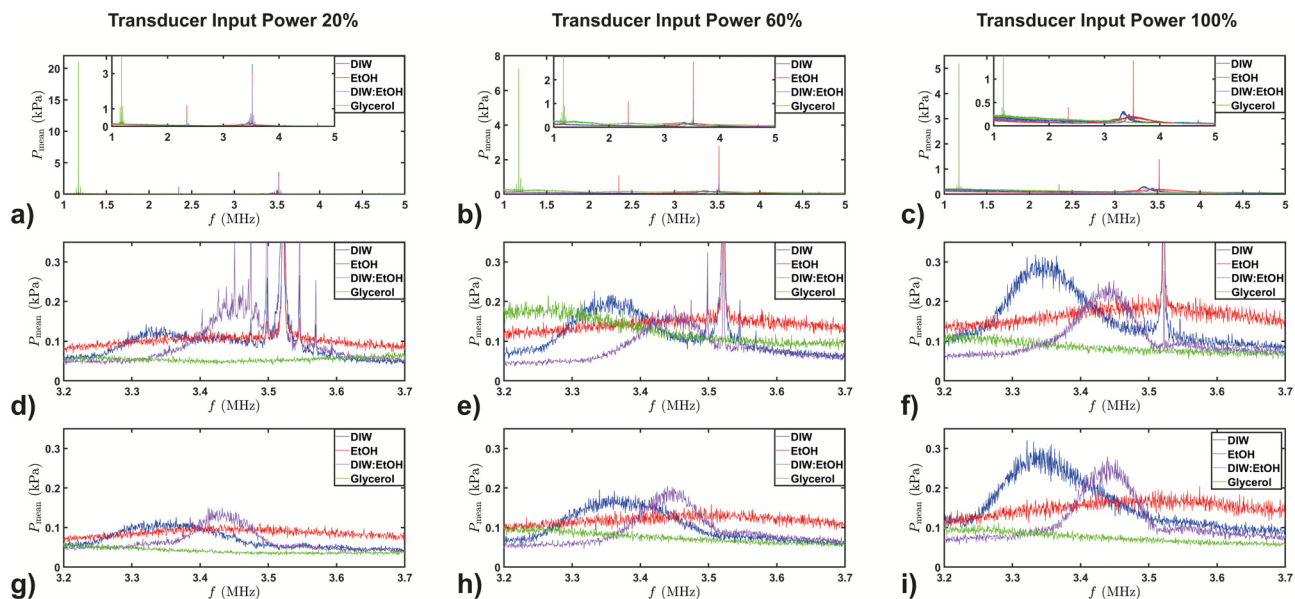 Transducer Input Power 20%
Transducer Input Power 60%
Transducer Input Power 100%
P_mean (kPa)
20
15
10
5
0
3
2
1
0
1 2 3 4 5
DIW
EtOH
DIW:EtOH
Glycerol
1 1.5 2 2.5 3 3.5 4 4.5 5
f (MHz)
a)
P_mean (kPa)
8
6
4
2
0
2
1
0
1 2 3 4 5
DIW
EtOH
DIW:EtOH
Glycerol
1 1.5 2 2.5 3 3.5 4 4.5 5
f (MHz)
b)
P_mean (kPa)
5
4
3
2
1
0
1
0.5
0
1 2 3 4 5
DIW
EtOH
DIW:EtOH
Glycerol
1 1.5 2 2.5 3 3.5 4 4.5 5
f (MHz)
c)
P_mean (kPa)
0.3
0.2
0.1
0
DIW
EtOH
DIW:EtOH
Glycerol
3.2 3.3 3.4 3.5 3.6 3.7
f (MHz)
d)
P_mean (kPa)
0.3
0.2
0.1
0
DIW
EtOH
DIW:EtOH
Glycerol
3.2 3.3 3.4 3.5 3.6 3.7
f (MHz)
e)
P_mean (kPa)
0.3
0.2
0.1
0
DIW
EtOH
DIW:EtOH
Glycerol
3.2 3.3 3.4 3.5 3.6 3.7
f (MHz)
f)
P_mean (kPa)
0.3
0.2
0.1
0
DIW
EtOH
DIW:EtOH
Glycerol
3.2 3.3 3.4 3.5 3.6 3.7
f (MHz)
g)
P_mean (kPa)
0.3
0.2
0.1
0
DIW
EtOH
DIW:EtOH
Glycerol
3.2 3.3 3.4 3.5 3.6 3.7
f (MHz)
h)
P_mean (kPa)
0.3
0.2
0.1
0
DIW
EtOH
DIW:EtOH
Glycerol
3.2 3.3 3.4 3.5 3.6 3.7
f (MHz)
i)